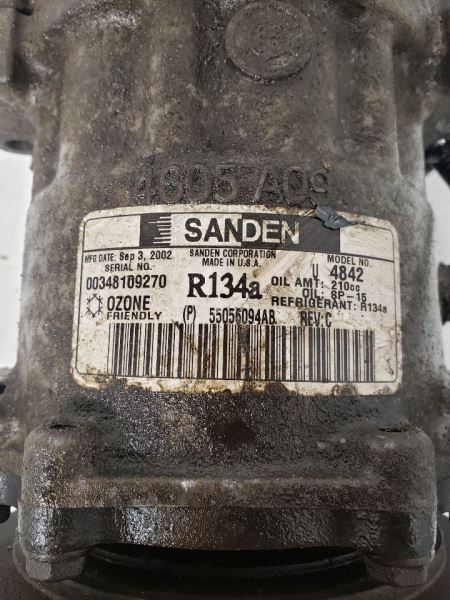 4605 A09
SANDEN
MFG DATE: Sep 3, 2002
SANDEN CORPORATION
MODEL NO.
SERIAL NO.
MADE IN U.S.A.
U 4842
00348109270
R134a
OIL AMT: 210cc
OIL: SP-15
REFRIGERANT: R134a
OZONE
FRIENDLY
(P) 55056094AB REV:C